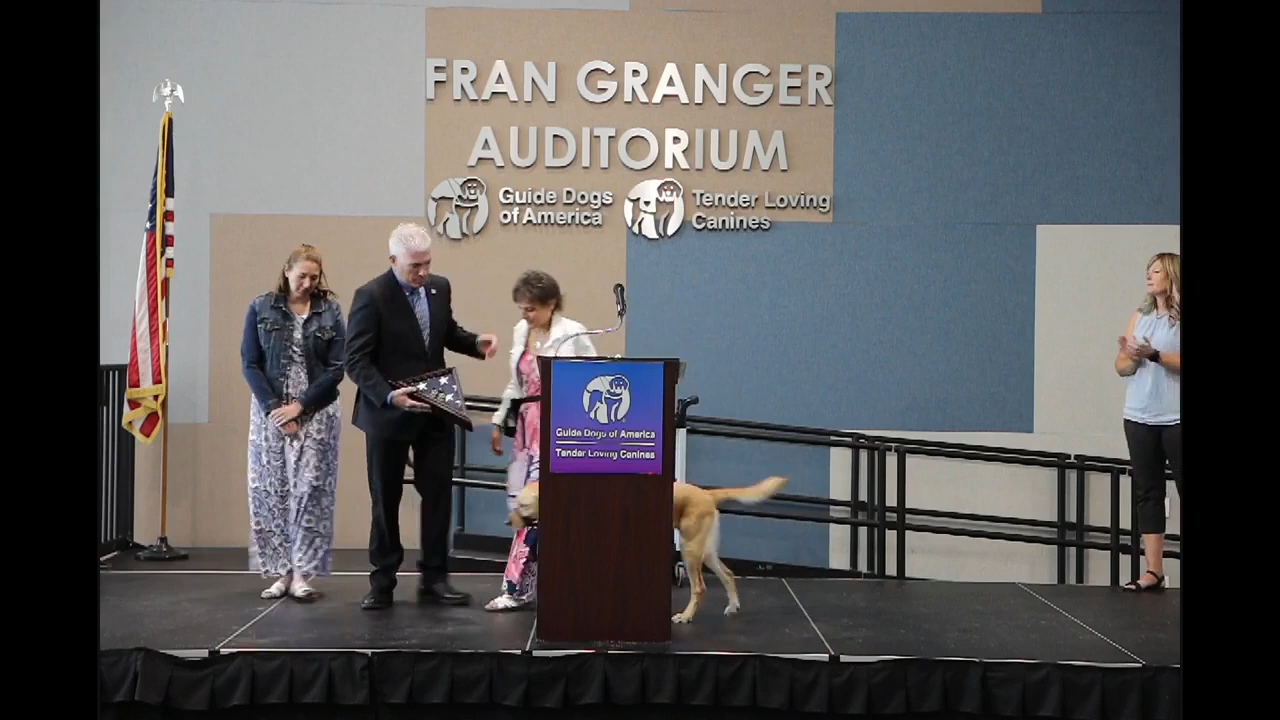 FRAN GRANGER
AUDITORIUM
Guide Dogs
of America
Tender Loving
Canines
Guide Dogs of America
Tender Loving Canines